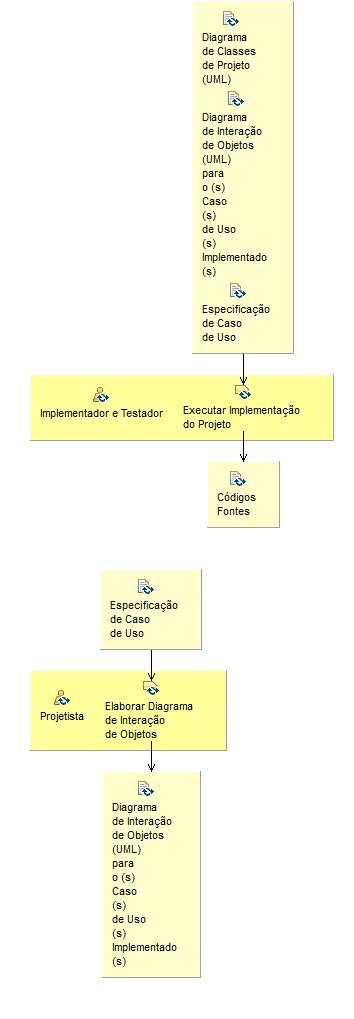 Diagrama
de Classes
de Projeto
(UML)
Diagrama
de Interação
de Objetos
(UML)
para
o (s)
Caso
(s)
de Uso
(s)
Implementado
(s)
Especificação
de Caso
de Uso
Implementador e Testador
Executar Implementação
do Projeto
Códigos
Fontes
Especificação
de Caso
de Uso
Projetista
Elaborar Diagrama
de Interação
de Objetos
Diagrama
de Interação
de Objetos
(UML)
para
o (s)
Caso
(s)
de Uso
(s)
Implementado
(s)